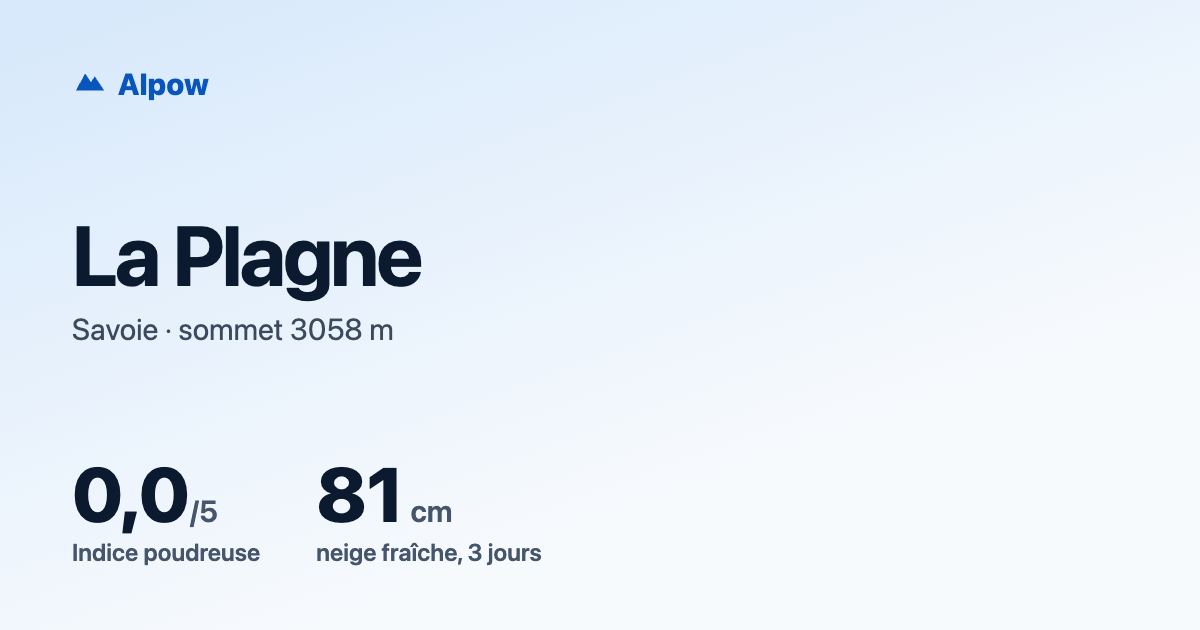 Alpow
La Plagne
Savoie · sommet 3058 m
0,0/5
Indice poudreuse
81 cm
neige fraîche, 3 jours